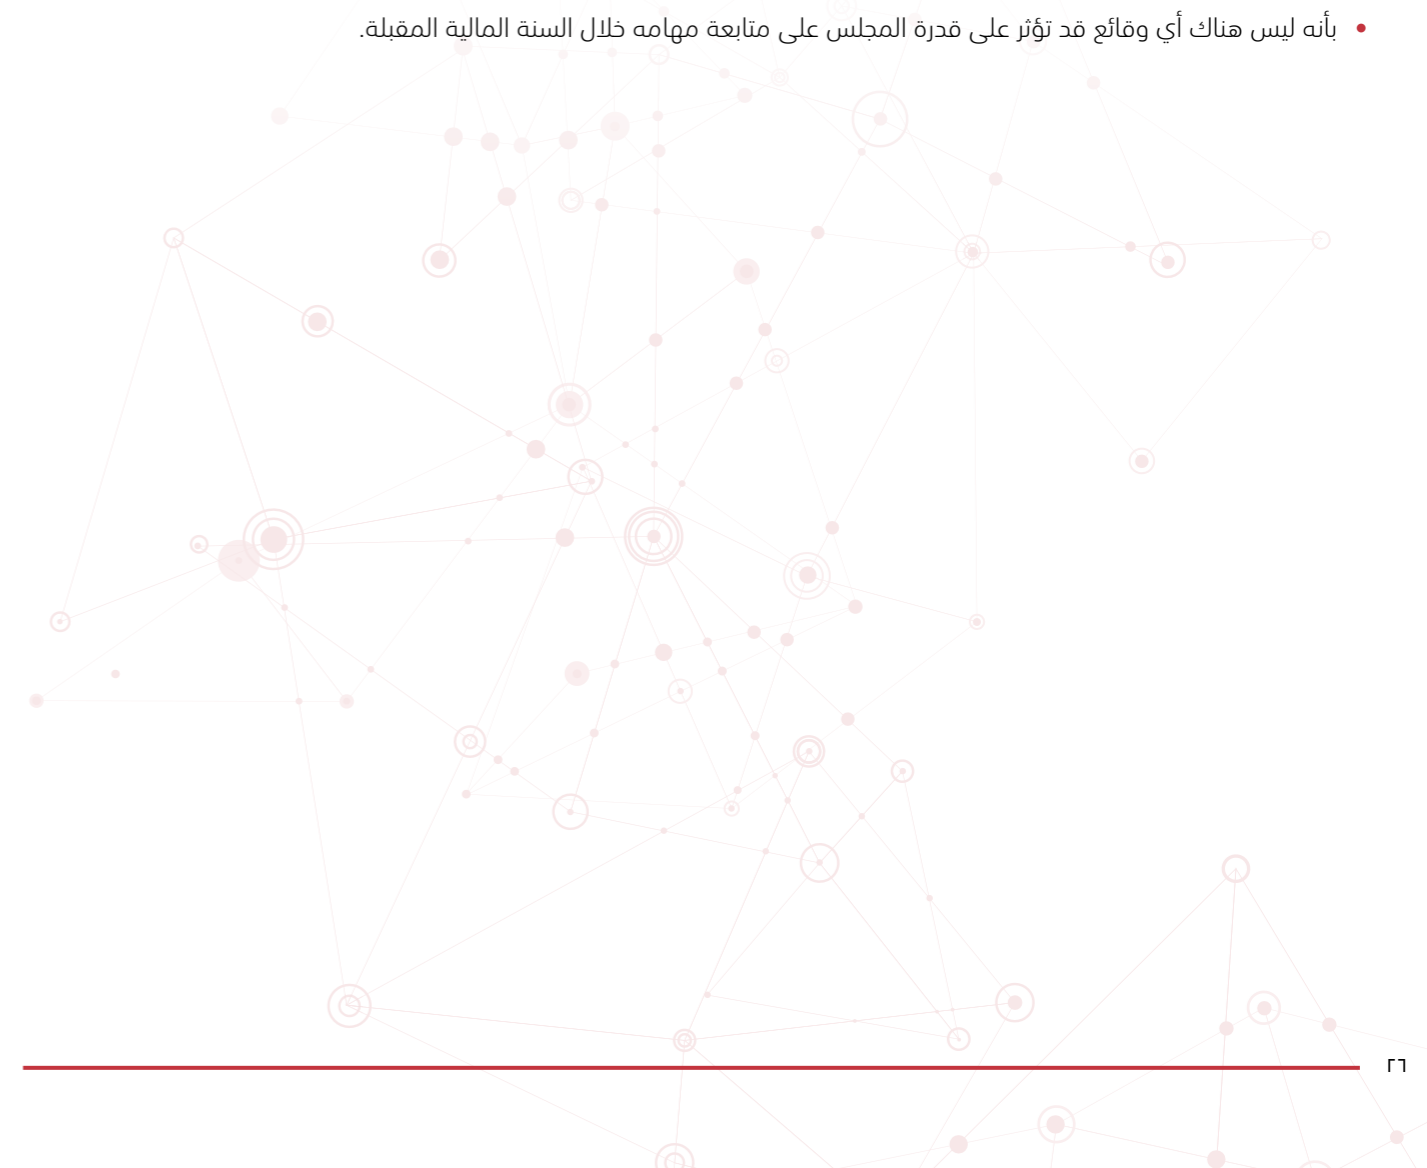 • بأنه ليس هناك أي وقائع قد تؤثر على قدرة المجلس على متابعة مهامه خلال السنة المالية المقبلة.
٢٦